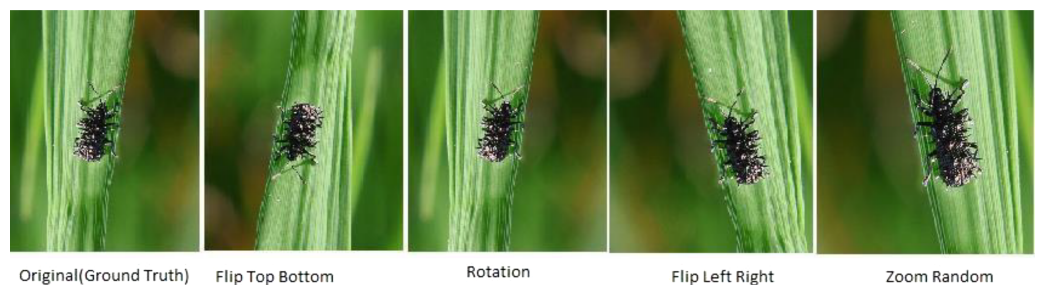 Original(Ground Truth)
Flip Top Bottom
Rotation
Flip Left Right
Zoom Random